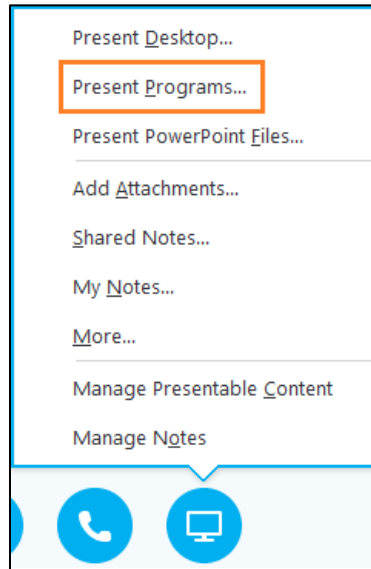 Present Desktop...
Present Programs...
Present PowerPoint Files...
Add Attachments...
Shared Notes...
My Notes...
More...
Manage Presentable Content
Manage Notes